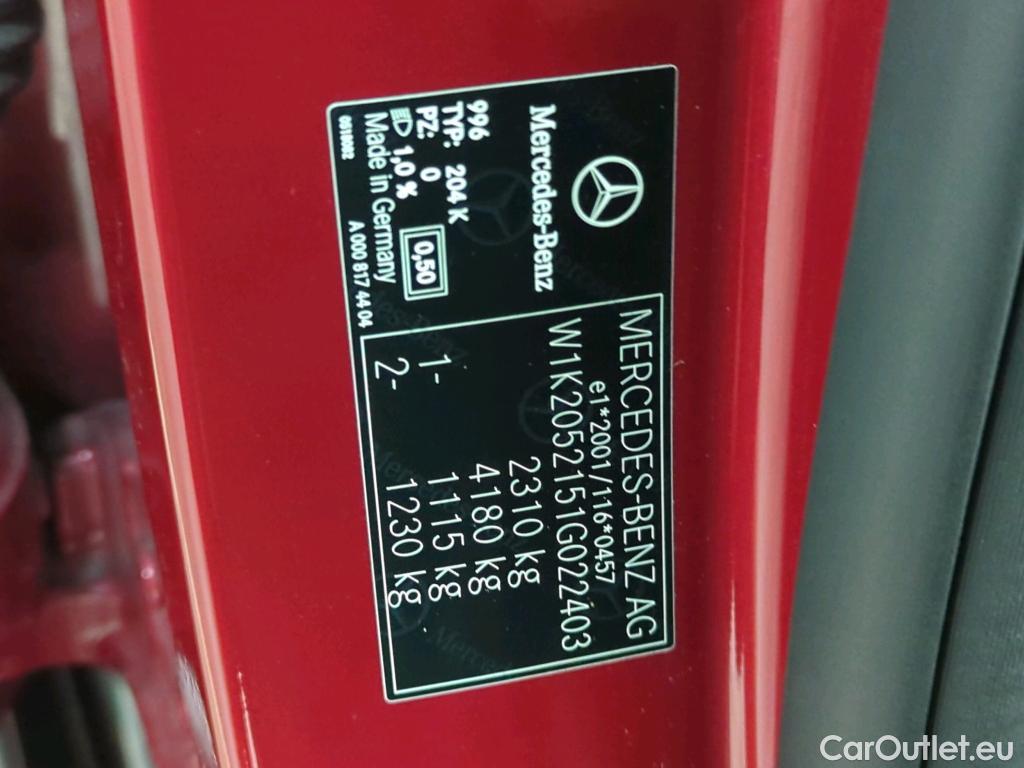 Mercedes-Benz
996
TYP: 204 K
PZ: 0
0,50
1,0 %
Made in Germany
0010002
A 000 817 44 04
MERCEDES-BENZ AG
e1*2001/116*0457
W1K2052151G022403
2310 kg
4180 kg
1- 1115 kg
2- 1230 kg
CarOutlet.eu